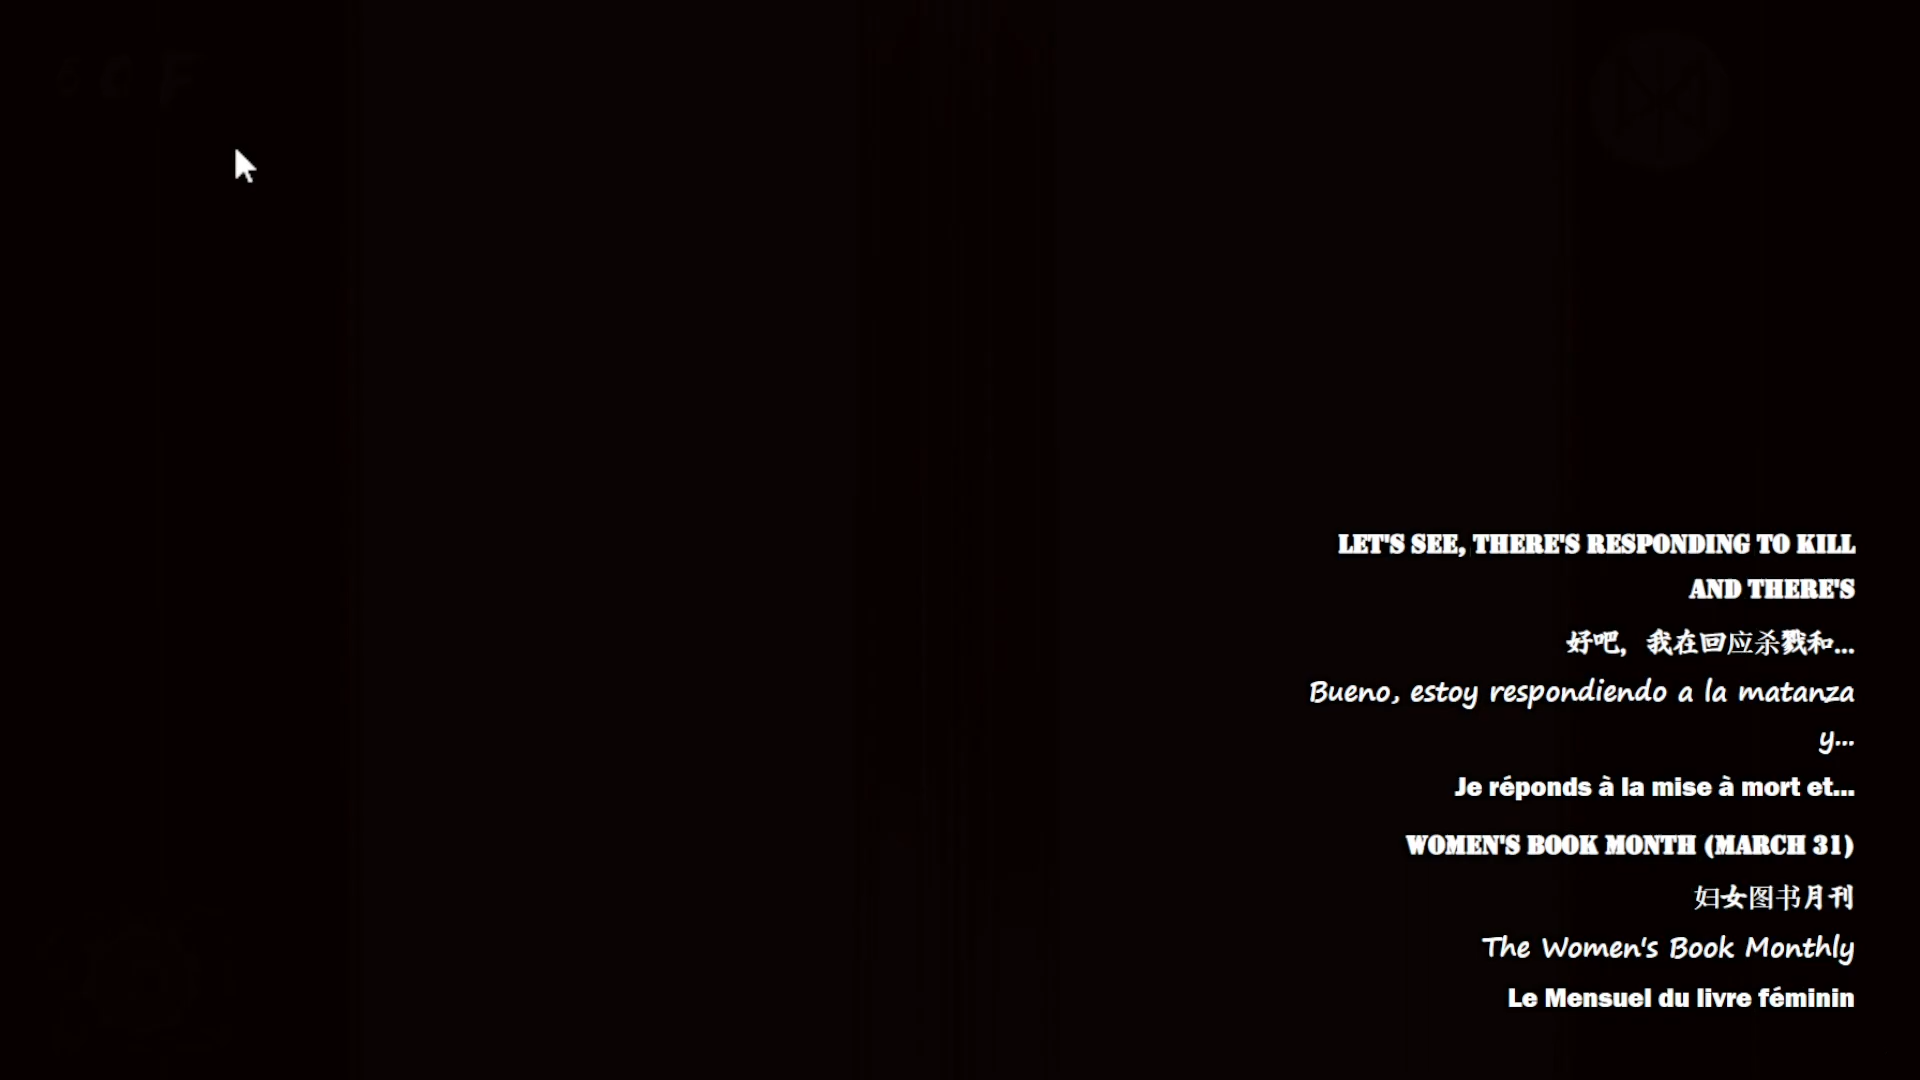 LET'S SEE, THERE'S RESPONDING TO KILL
AND THERE'S
好吧，我在回应杀戮和...
Bueno, estoy respondiendo a la matanza
y...
Je réponds à la mise à mort et...
WOMEN'S BOOK MONTH (MARCH 31)
妇女图书月刊
The Women's Book Monthly
Le Mensuel du livre féminin